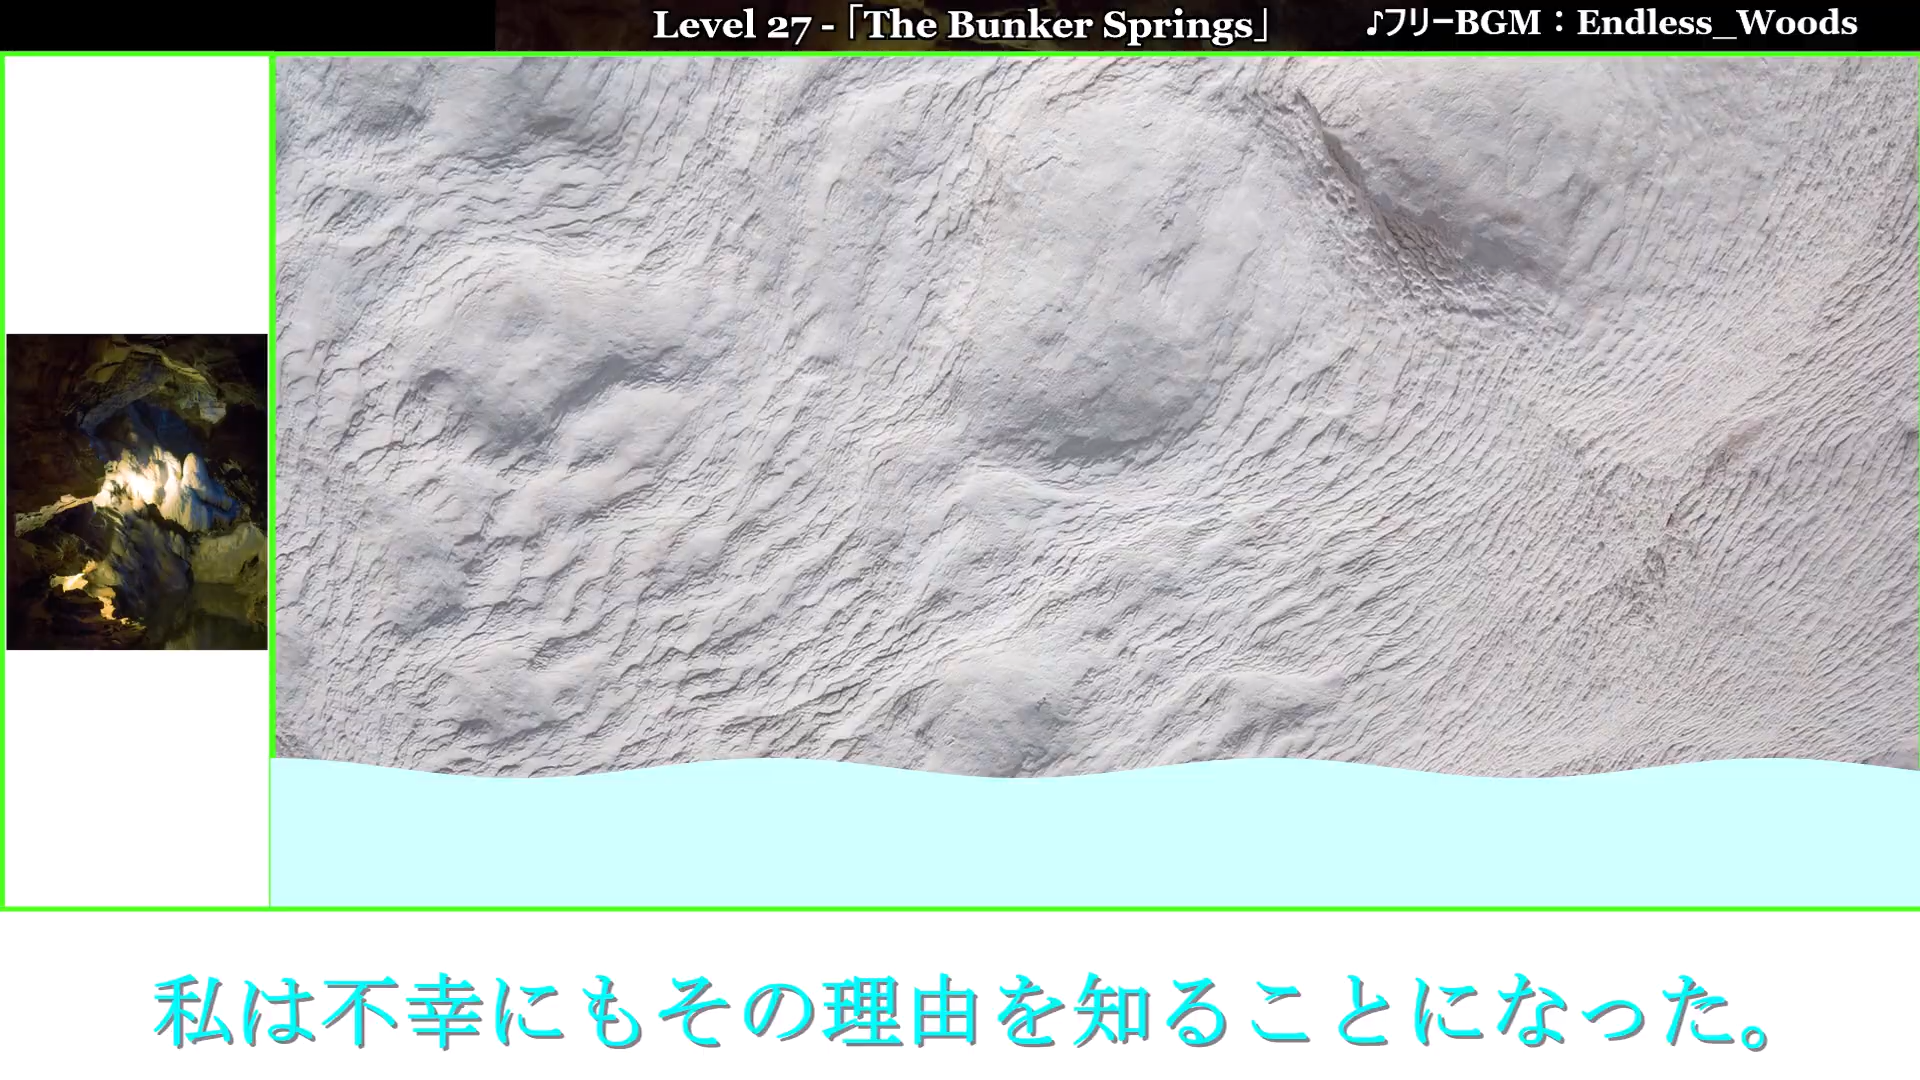 Level 27 -「The Bunker Springs」
♪フリーBGM：Endless_Woods
私は不幸にもその理由を知ることになった。